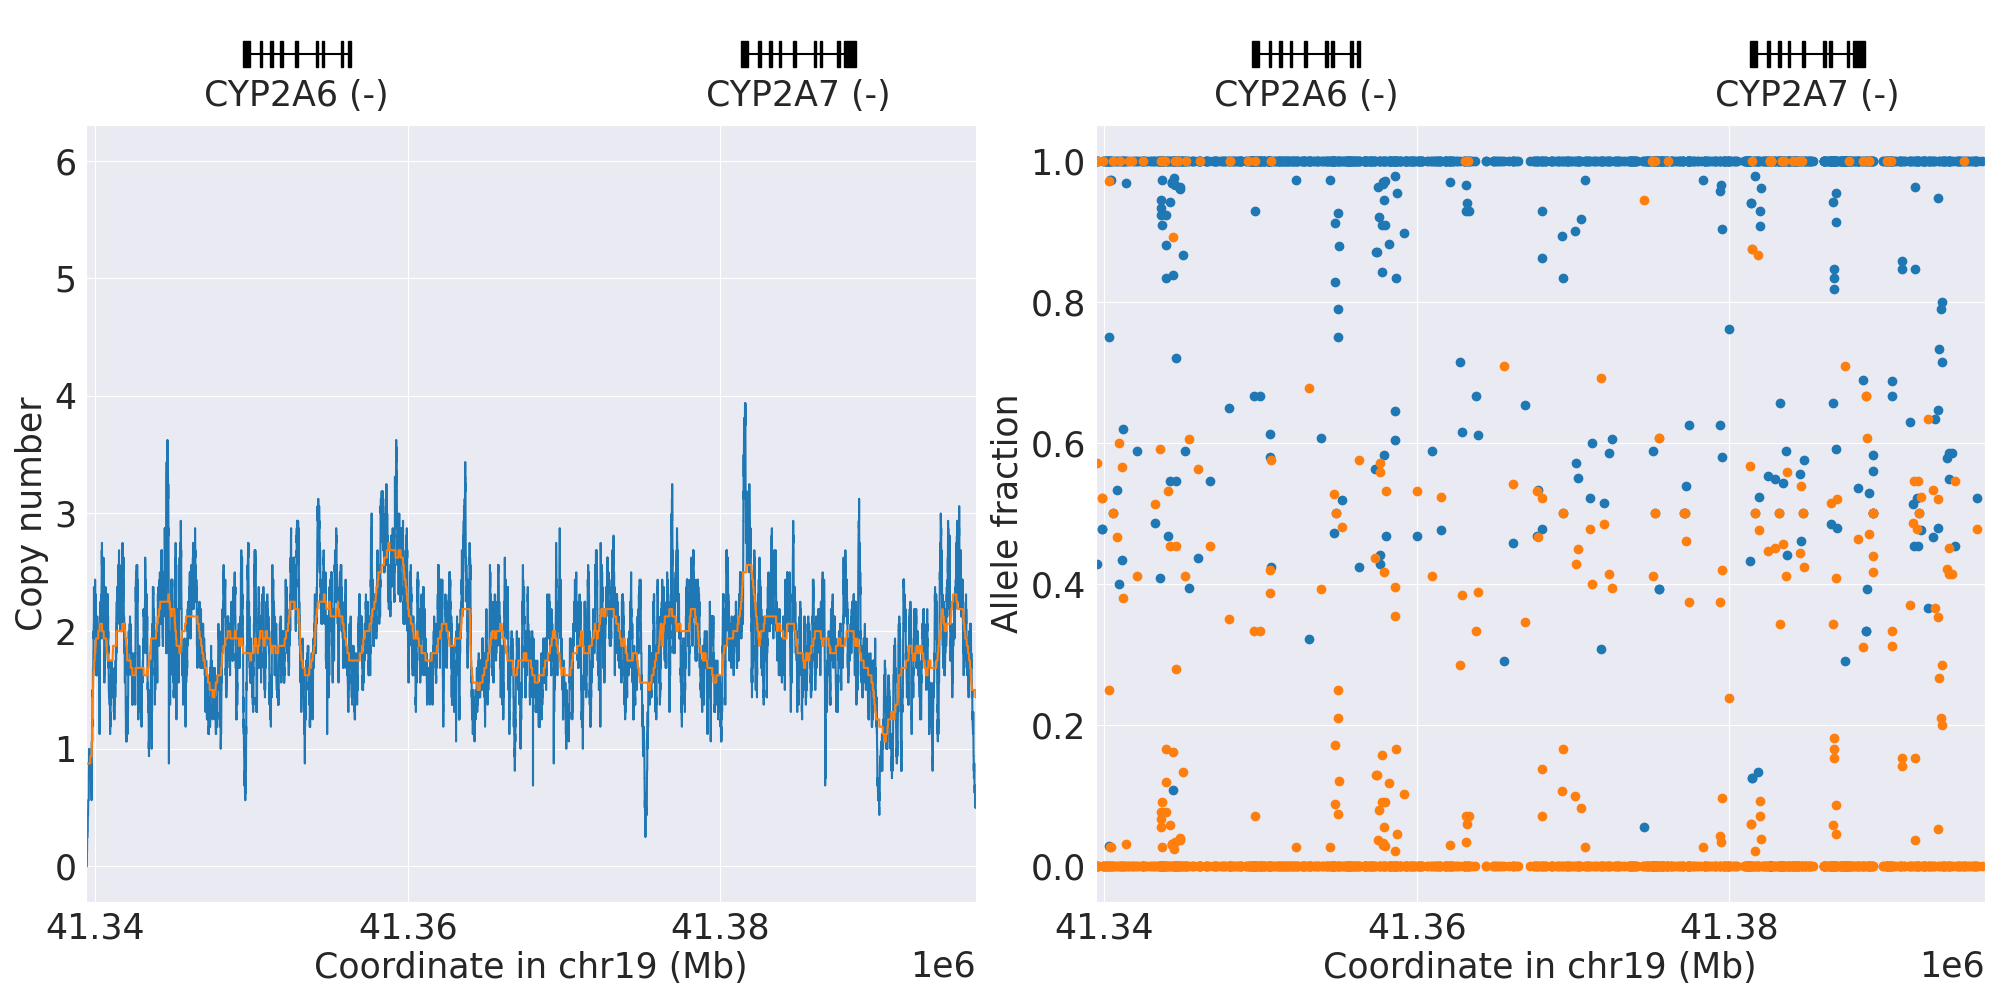 CYP2A6 (-)
CYP2A7 (-)
CYP2A6 (-)
CYP2A7 (-)
Copy number
6
5
4
3
2
1
0
41.34
41.36
41.38
Coordinate in chr19 (Mb)
1e6
Allele fraction
1.0
0.8
0.6
0.4
0.2
0.0
41.34
41.36
41.38
Coordinate in chr19 (Mb)
1e6